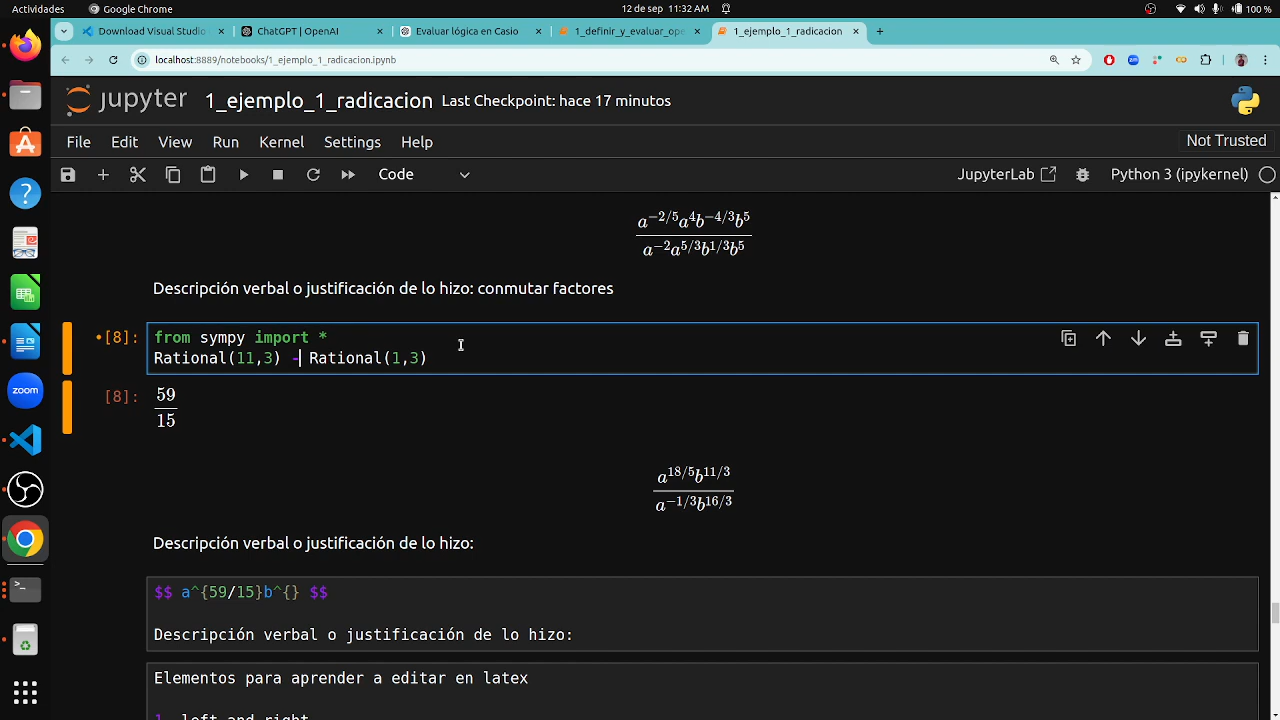 Actividades
Google Chrome
12 de sep 11:32 AM
100 %
Download Visual Studio
ChatGPT | OpenAI
Evaluar lógica en Casio
1_definir_y_evaluar_ope
1_ejemplo_1_radicacion
localhost:8889/notebooks/1_ejemplo_1_radicacion.ipynb
jupyter 1_ejemplo_1_radicacion Last Checkpoint: hace 17 minutos
File Edit View Run Kernel Settings Help
Not Trusted
Code
JupyterLab
Python 3 (ipykernel)
a^{-2/5}a^4b^{-4/3}b^5
a^{-2}a^{5/3}b^{1/3}b^5
Descripción verbal o justificación de lo hizo: conmutar factores
[8]: from sympy import *
Rational(11,3) - Rational(1,3)
[8]: 59
15
a^{18/5}b^{11/3}
a^{-1/3}b^{16/3}
Descripción verbal o justificación de lo hizo:
$$ a^{59/15}b^{} $$
Descripción verbal o justificación de lo hizo:
Elementos para aprender a editar en latex
1. left and right